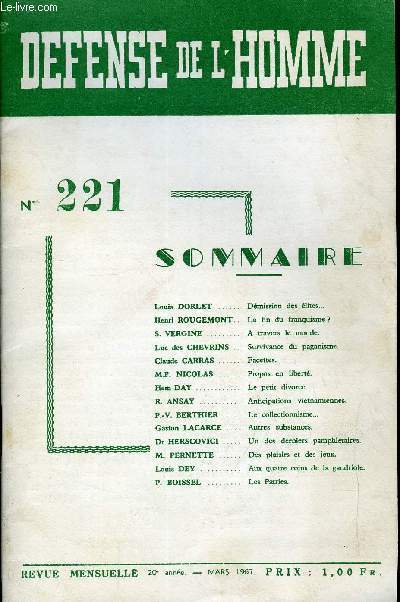 Le-livre.com
DEFENSE DE L'HOMME
N° 221
SOMMAIRE
Louis DORLET ...... Démission des élites...
Henri ROUGEMONT .. La fin du franquisme ?
S. VERGINE ......... A travers le monde.
Luc des CHEVRINS .. Survivance du paganisme.
Claude CARRAS ..... Facettes.
M.P. NICOLAS ...... Propos en liberté.
Hem DAY ........... Le petit divorce
R. ANSAY .......... Anticipations vietnamiennes.
P.-V. BERTHIER .... Le collectionnisme...
Gaston LACARCE .... Autres substances.
Dr HERSCOVICI ..... Un des derniers pamphlétaires.
M. PERNETTE ....... Des plaisirs et des jeux.
Louis DEY .......... Aux quatre coins de la gaudriole.
P. BOISSEL ......... Les Patries.
REVUE MENSUELLE 20e année. — MARS PRIX : 1,00 Fr.